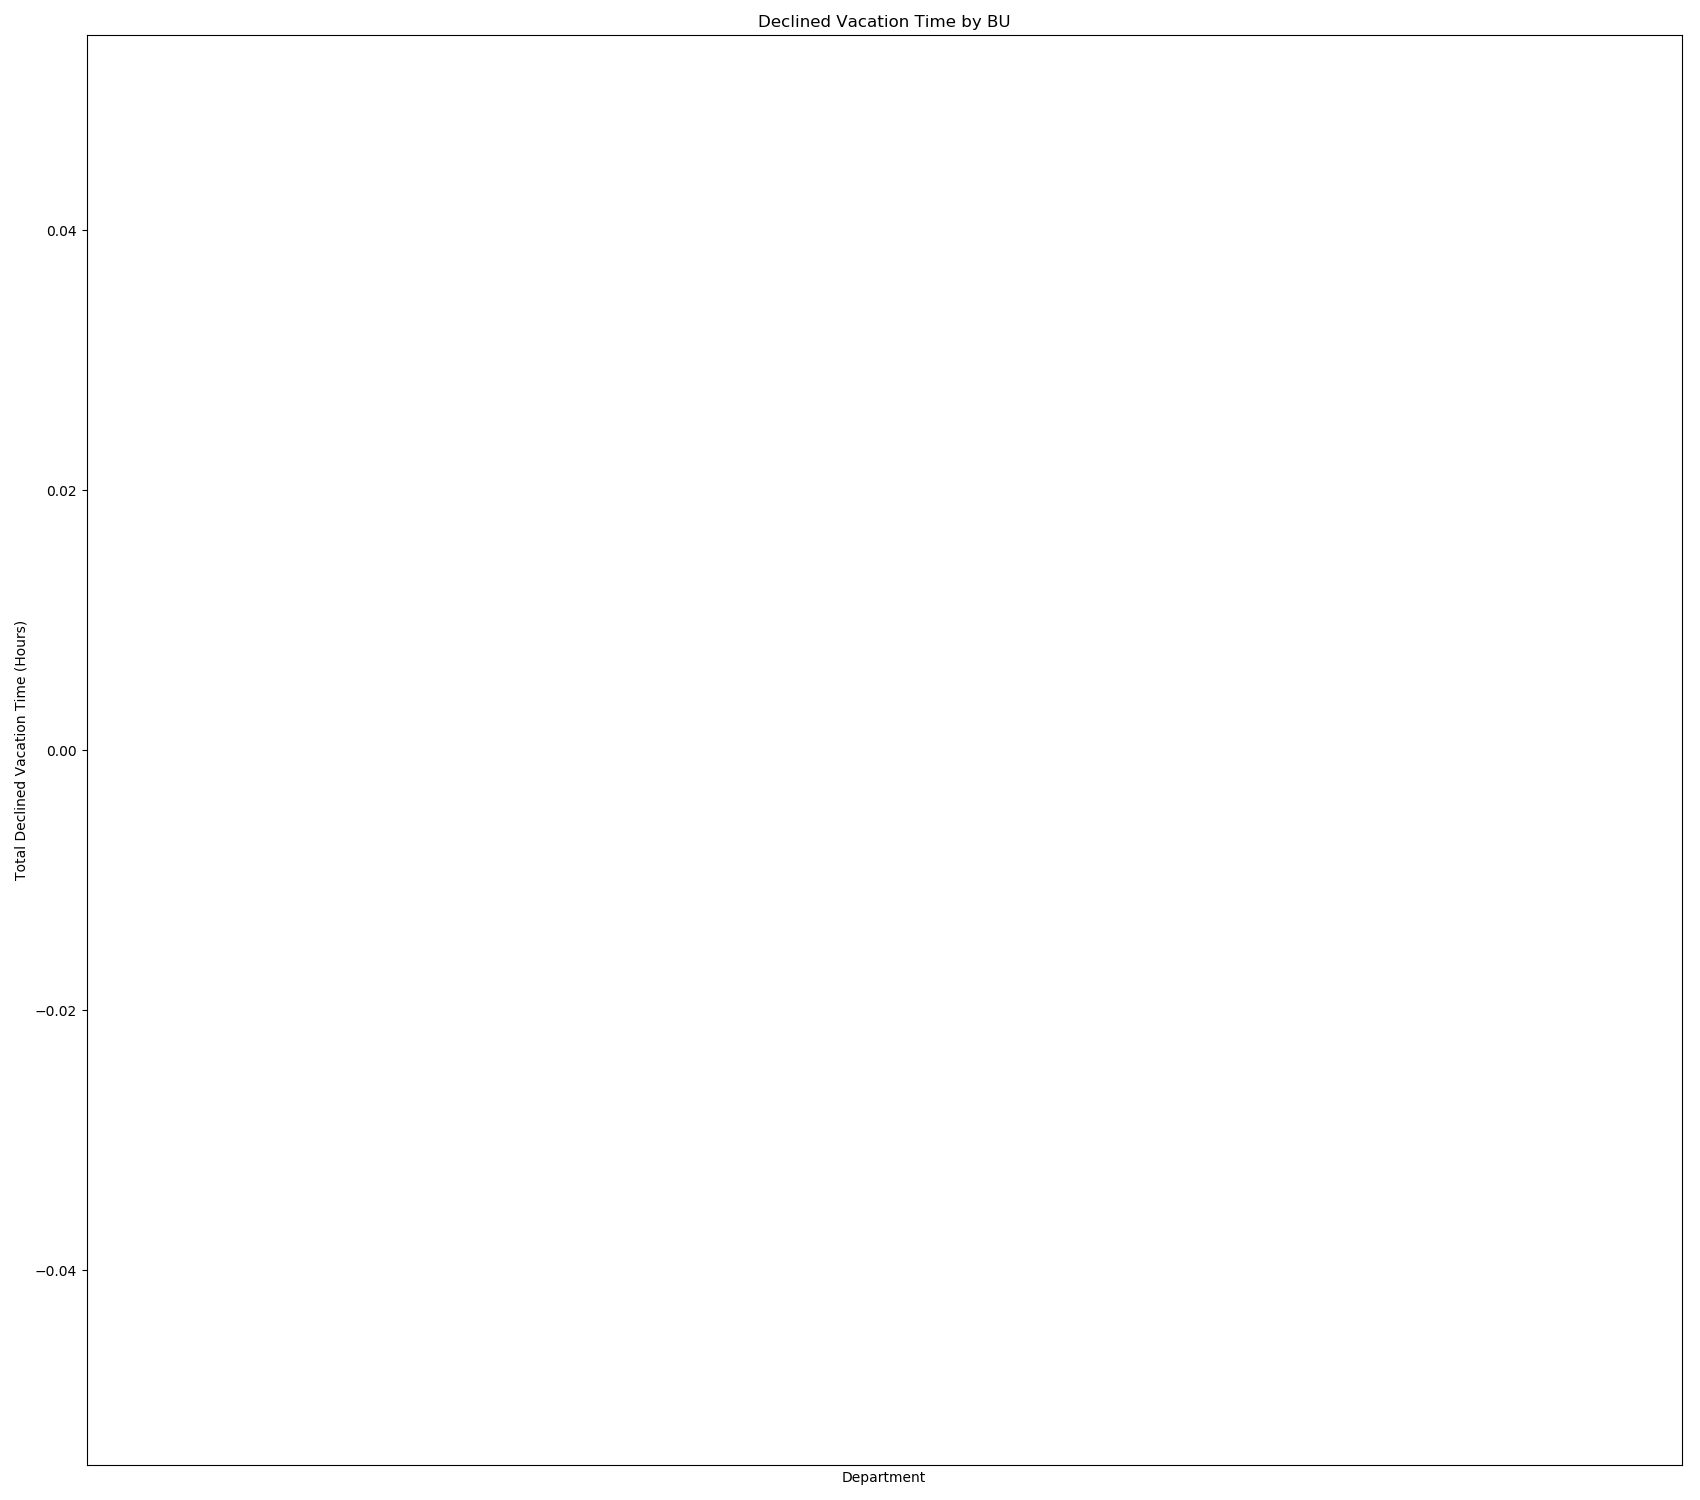 Declined Vacation Time by BU
0.04
0.02
0.00
−0.02
−0.04
Total Declined Vacation Time (Hours)
Department